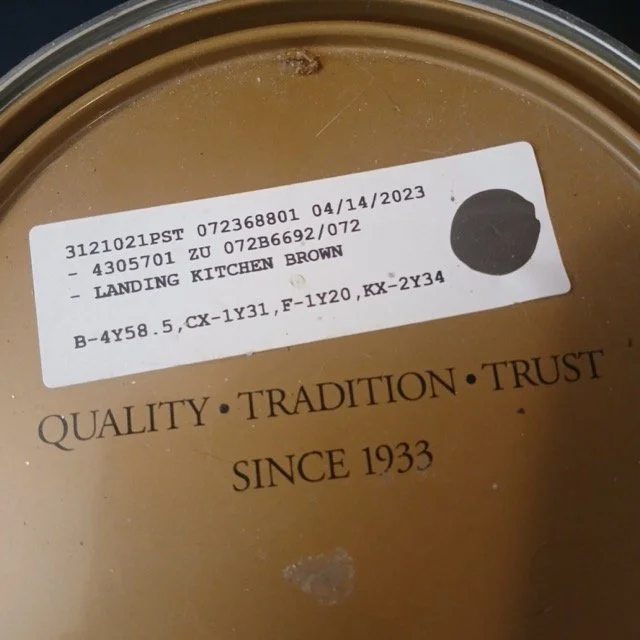 3121021PST 072368801 04/14/2023
- 4305701 ZU 072B6692/072
- LANDING KITCHEN BROWN
B-4Y58.5,CX-1Y31,F-1Y20,KX-2Y34
QUALITY • TRADITION • TRUST
SINCE 1933